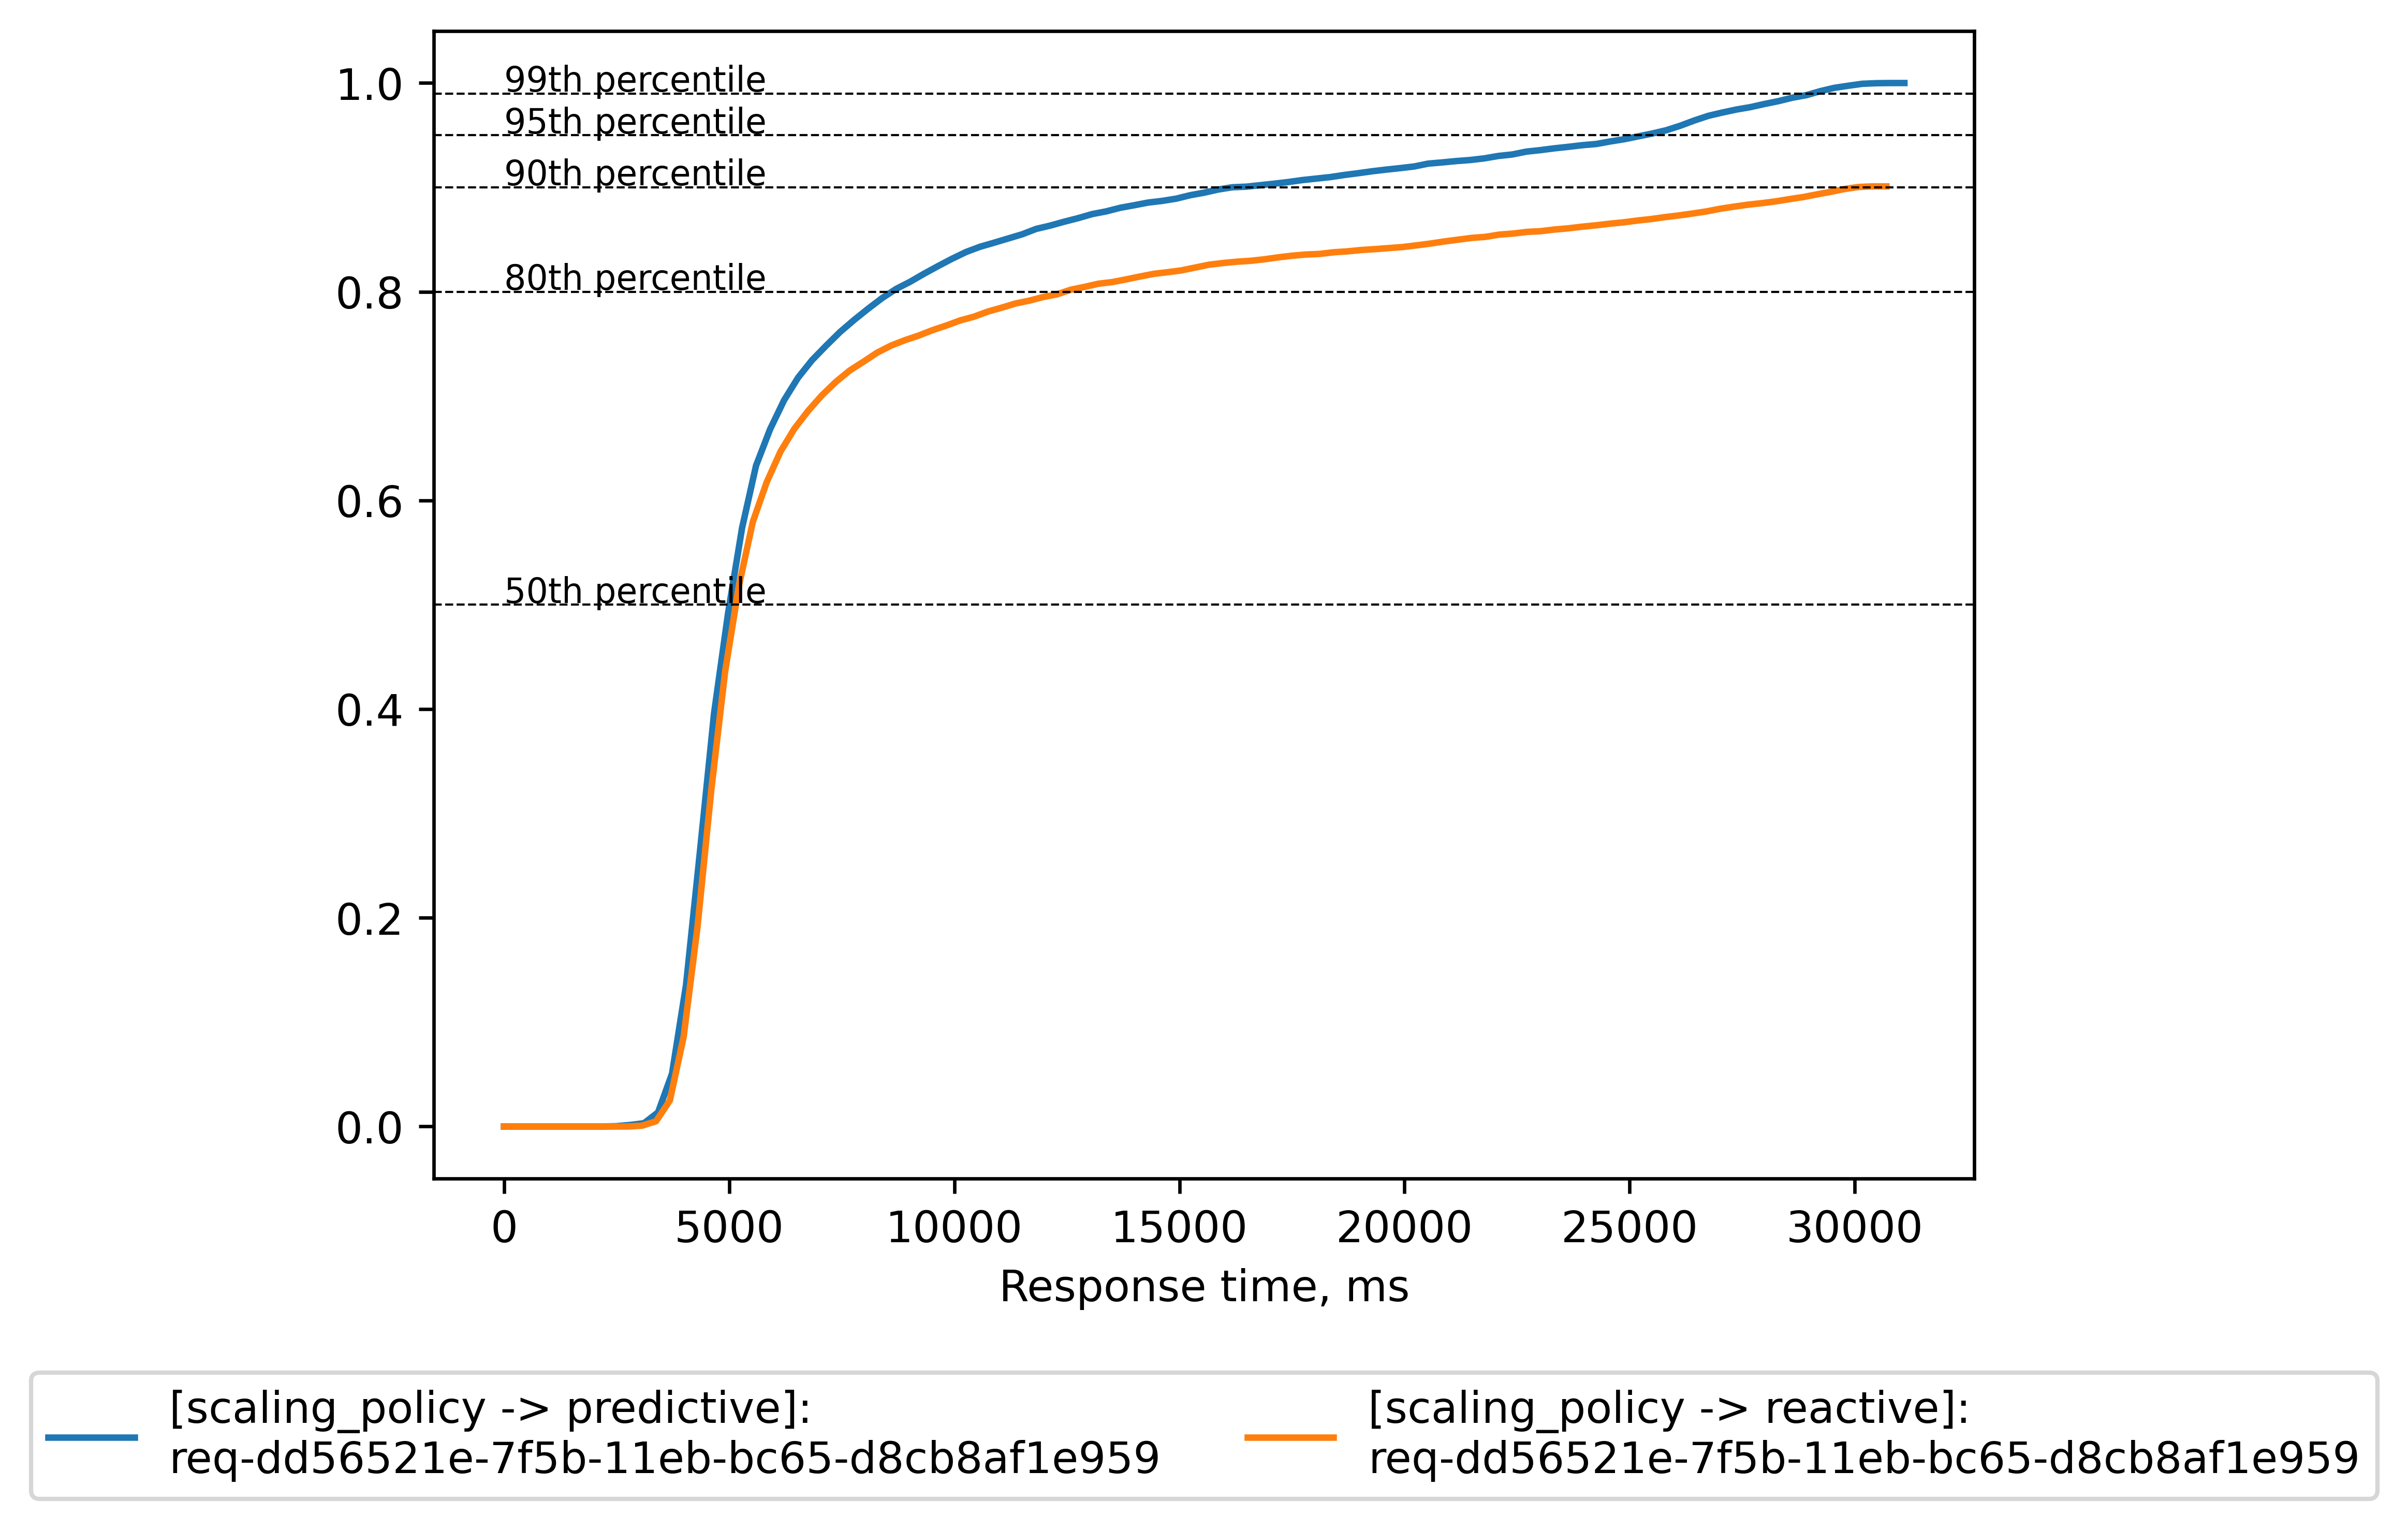 1.0
99th percentile
95th percentile
90th percentile
0.8
80th percentile
0.6
50th percentile
0.4
0.2
0.0
0 5000 10000 15000 20000 25000 30000
Response time, ms
[scaling_policy -> predictive]:
req-dd56521e-7f5b-11eb-bc65-d8cb8af1e959
[scaling_policy -> reactive]:
req-dd56521e-7f5b-11eb-bc65-d8cb8af1e959